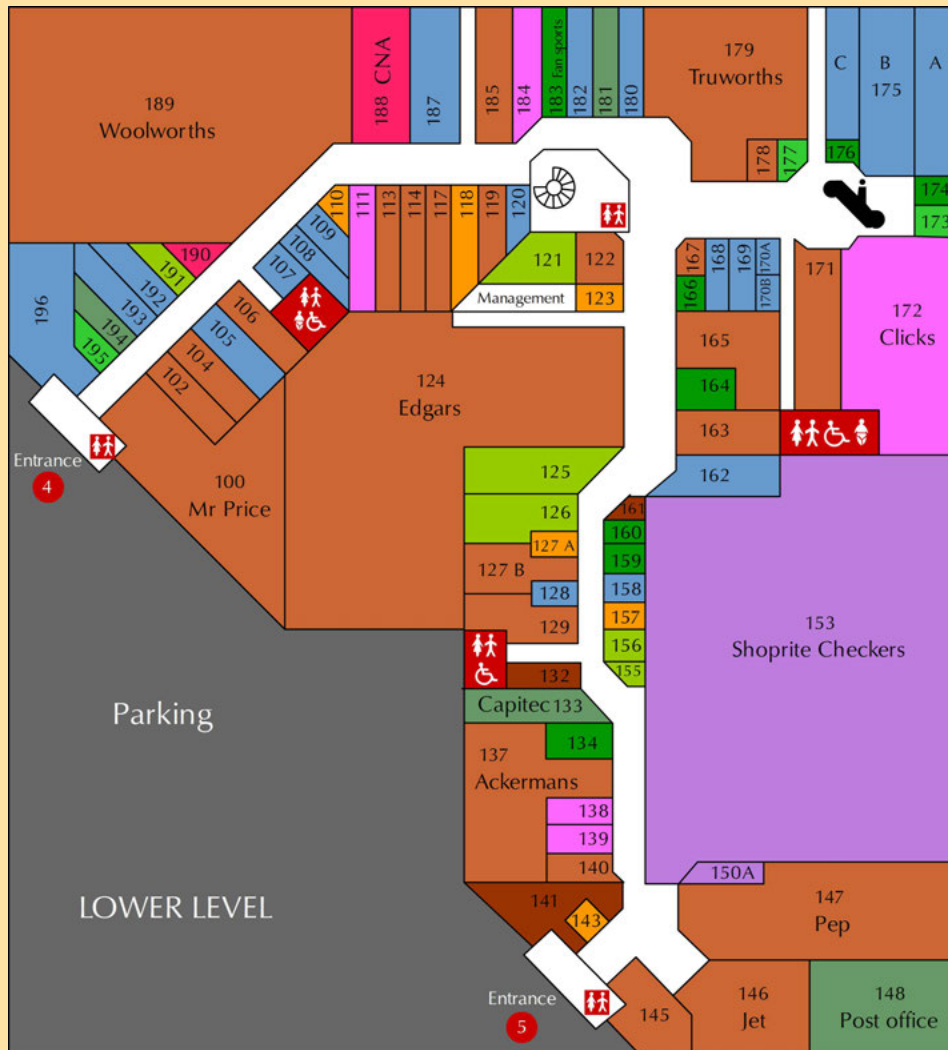 188 CNA
187
185
184
183 Fan sports
182
181
180
179
Truworths
C
B
A
175
189
Woolworths
178
177
176
174
173
110
111
113
114
117
118
119
120
109
108
107
190
191
192
193
194
195
196
106
105
104
102
121
122
Management
123
167
166
168
169
170A
170B
171
172
Clicks
165
164
163
162
124
Edgars
Entrance
4
100
Mr Price
125
126
127 A
127 B
128
129
161
160
159
158
157
156
155
153
Shoprite Checkers
132
Capitec 133
Parking
134
137
Ackermans
138
139
140
150A
141
143
147
Pep
LOWER LEVEL
Entrance
5
145
146
Jet
148
Post office